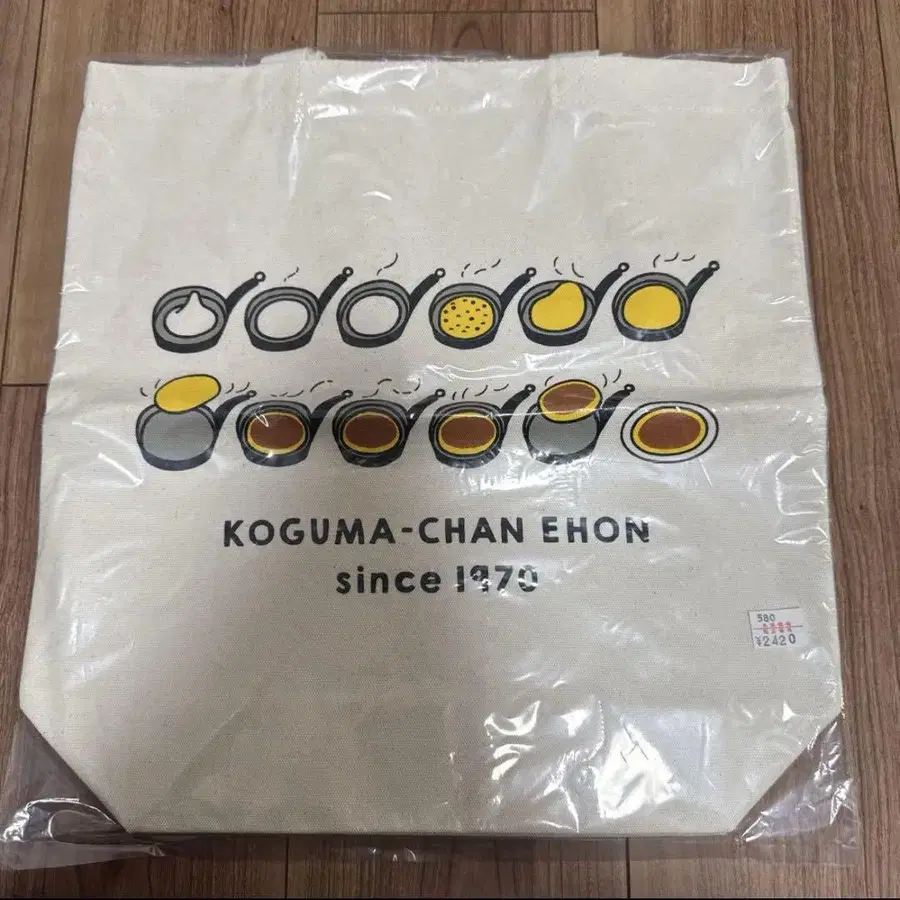 KOGUMA-CHAN EHON
since 1970
580
¥2420